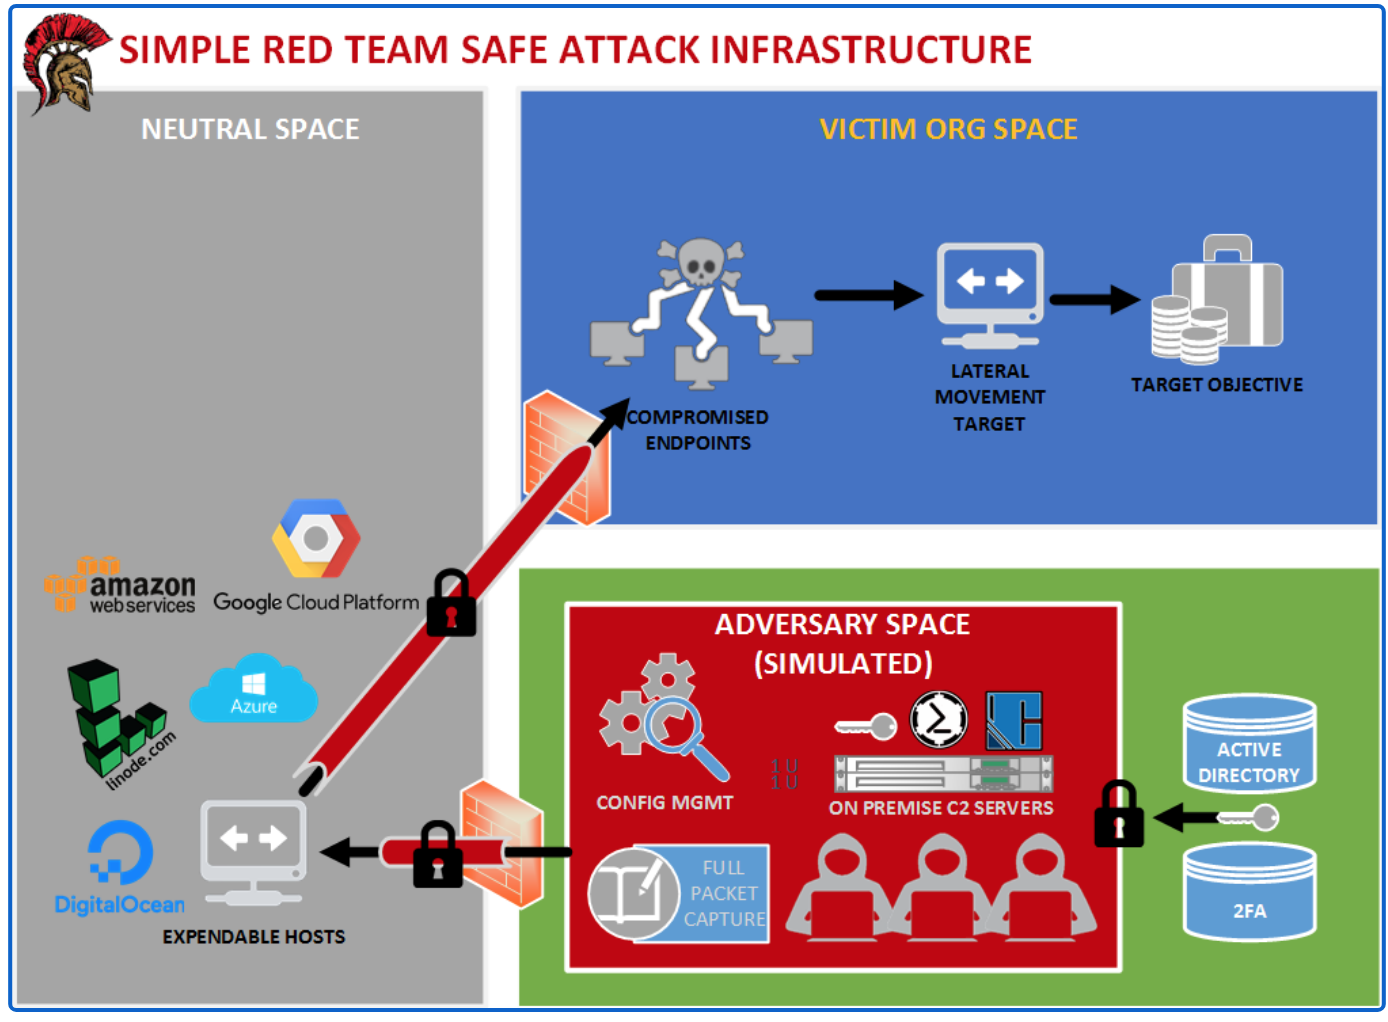 SIMPLE RED TEAM SAFE ATTACK INFRASTRUCTURE
NEUTRAL SPACE
VICTIM ORG SPACE
COMPROMISED
ENDPOINTS
LATERAL
MOVEMENT
TARGET
TARGET OBJECTIVE
amazon
webservices
Google Cloud Platform
Azure
linode.com
DigitalOcean
EXPENDABLE HOSTS
ADVERSARY SPACE
(SIMULATED)
CONFIG MGMT
1 U
1 U
ON PREMISE C2 SERVERS
FULL
PACKET
CAPTURE
ACTIVE
DIRECTORY
2FA